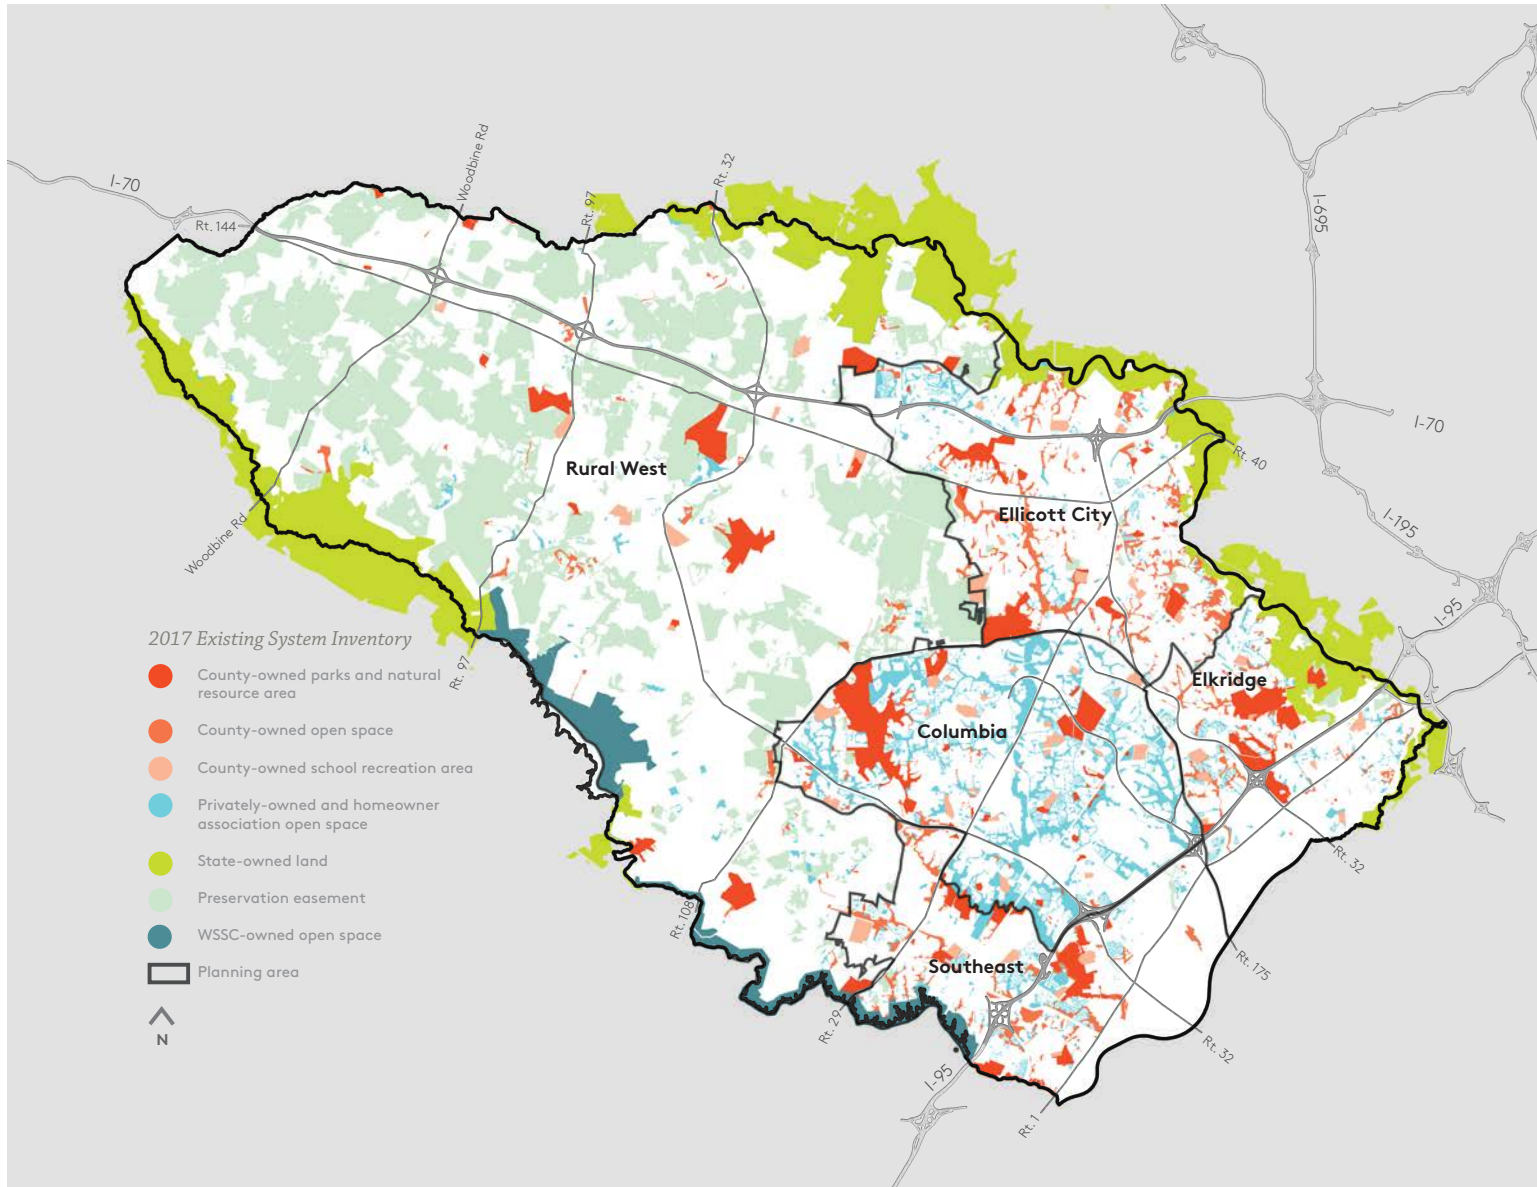 I-70
Rt. 144
Woodbine Rd
Rt. 97
Rt. 32
I-695
I-70
Rt. 40
I-195
I-95
Rural West
Ellicott City
Elkridge
Columbia
Southeast
Woodbine Rd
Rt. 97
Rt. 108
Rt. 29
I-95
Rt. 1
Rt. 32
Rt. 175
Rt. 32
2017 Existing System Inventory
County-owned parks and natural
resource area
County-owned open space
County-owned school recreation area
Privately-owned and homeowner
association open space
State-owned land
Preservation easement
WSSC-owned open space
Planning area
N